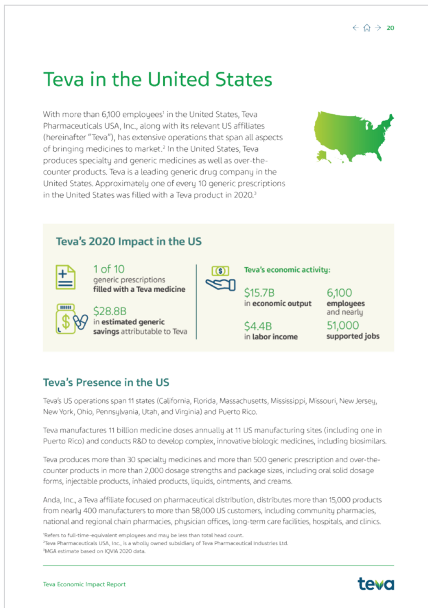 20
Teva in the United States
With more than 6,100 employees¹ in the United States, Teva
Pharmaceuticals USA, Inc., along with its relevant US affiliates
(hereinafter "Teva"), has extensive operations that span all aspects
of bringing medicines to market.² In the United States, Teva
produces specialty and generic medicines as well as over-the-
counter products. Teva is a leading generic drug company in the
United States. Approximately one of every 10 generic prescriptions
in the United States was filled with a Teva product in 2020.³
Teva's 2020 Impact in the US
1 of 10
generic prescriptions
filled with a Teva medicine
$28.8B
in estimated generic
savings attributable to Teva
Teva's economic activity:
$15.7B
in economic output
$4.4B
in labor income
6,100
employees
and nearly
51,000
supported jobs
Teva's Presence in the US
Teva's US operations span 11 states (California, Florida, Massachusetts, Mississippi, Missouri, New Jersey,
New York, Ohio, Pennsylvania, Utah, and Virginia) and Puerto Rico.
Teva manufactures 11 billion medicine doses annually at 11 US manufacturing sites (including one in
Puerto Rico) and conducts R&D to develop complex, innovative biologic medicines, including biosimilars.
Teva produces more than 30 specialty medicines and more than 500 generic prescription and over-the-
counter products in more than 2,000 dosage strengths and package sizes, including oral solid dosage
forms, injectable products, inhaled products, liquids, ointments, and creams.
Anda, Inc., a Teva affiliate focused on pharmaceutical distribution, distributes more than 15,000 products
from nearly 400 manufacturers to more than 58,000 US customers, including community pharmacies,
national and regional chain pharmacies, physician offices, long-term care facilities, hospitals, and clinics.
¹Refers to full-time-equivalent employees and may be less than total head count.
²Teva Pharmaceuticals USA, Inc., is a wholly owned subsidiary of Teva Pharmaceutical Industries Ltd.
³MGA estimate based on IQVIA 2020 data.
Teva Economic Impact Report
teva